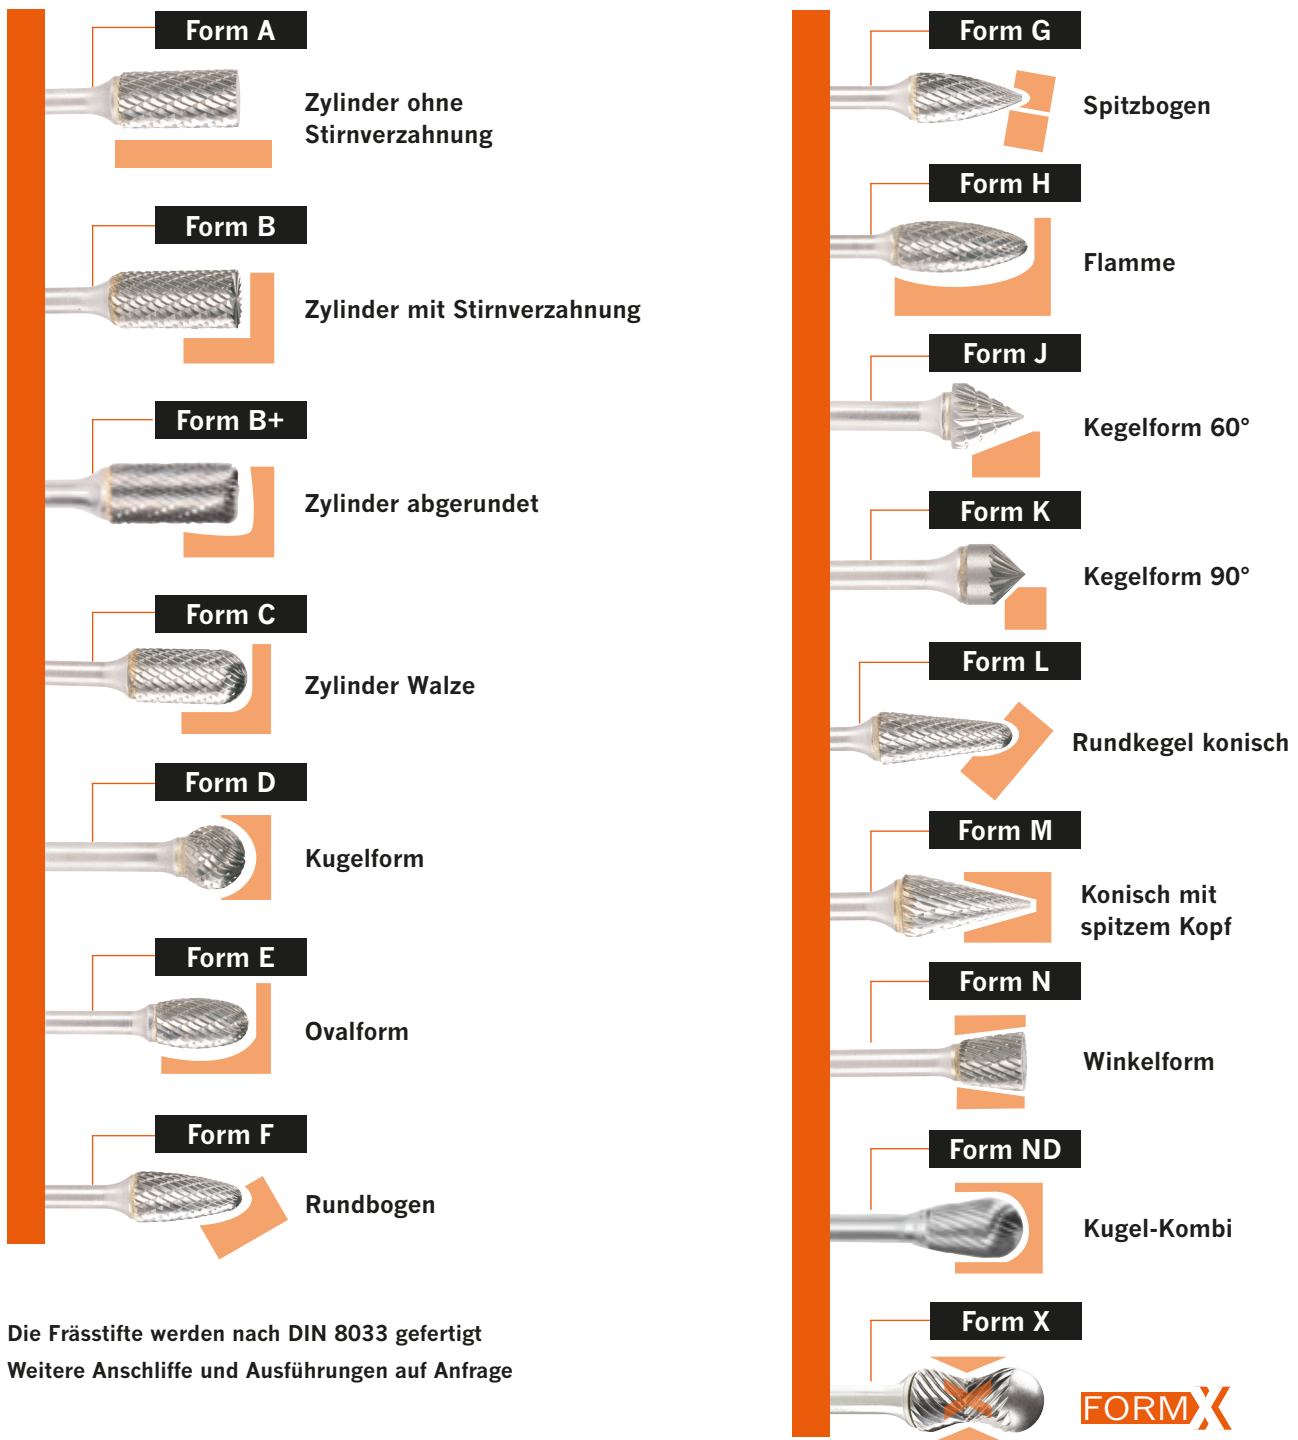 Form A
Zylinder ohne
Stirnverzahnung
Form B
Zylinder mit Stirnverzahnung
Form B+
Zylinder abgerundet
Form C
Zylinder Walze
Form D
Kugelform
Form E
Ovalform
Form F
Rundbogen
Die Frässtifte werden nach DIN 8033 gefertigt
Weitere Anschliffe und Ausführungen auf Anfrage
Form G
Spitzbogen
Form H
Flamme
Form J
Kegelform 60°
Form K
Kegelform 90°
Form L
Rundkegel konisch
Form M
Konisch mit
spitzem Kopf
Form N
Winkelform
Form ND
Kugel-Kombi
Form X
FORM X